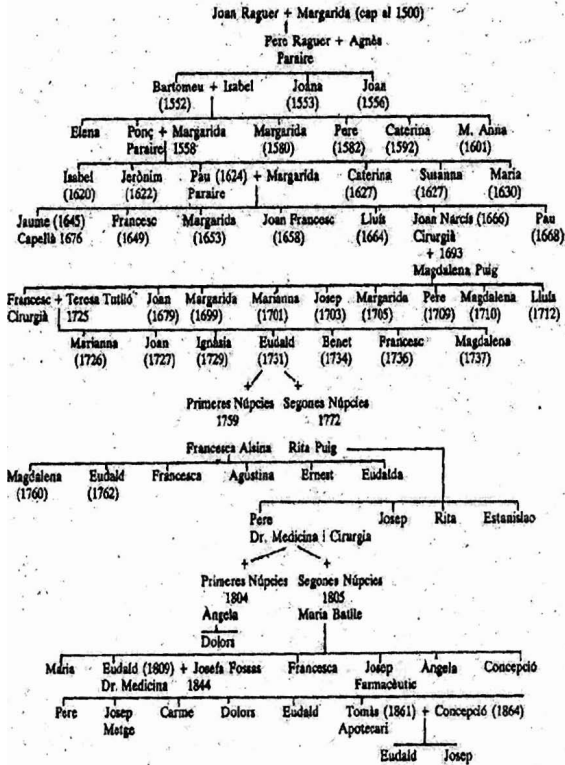 Joan Raguer + Margarida (cap al 1500)
Pere Raguer + Agnès
Paraire
Bartomeu + Isabel Joana Joan
(1552) (1553) (1556)
Elena Ponç + Margarida Margarida Pere Caterina M. Anna
Paraire 1558 (1580) (1582) (1592) (1601)
Isabel Jerònim Pau (1624) + Margarida Caterina Susanna Maria
(1620) (1622) Paraire (1627) (1627) (1630)
Jaume (1645) Francesc Margarida Joan Francesc Lluís Joan Narcís (1666) Pau
Capellà 1676 (1649) (1653) (1658) (1664) Cirurgià (1668)
+ 1693
Magdalena Puig
Francesc + Teresa Joan Margarida Marianna Josep Margarida Pere Magdalena Lluís
Cirurgià 1725 (1679) (1699) (1701) (1703) (1705) (1709) (1710) (1712)
Marianna Joan Ignàsia Eudald Benet Francesc Magdalena
(1726) (1727) (1729) (1731) (1734) (1736) (1737)
+ +
Primeres Núpcies Segones Núpcies
1759 1772
Francesca Alsina Rita Puig
Magdalena Eudald Francesca Agustina Ernest Eudalda
(1760) (1762)
Pere Josep Rita Estanislao
Dr. Medicina i Cirurgia
+ +
Primeres Núpcies Segones Núpcies
1804 1805
Àngela Maria Batlle
Dolors
Maria Eudald (1809) + Josefa Possas Francesca Josep Àngela Concepció
Dr. Medicina 1844 Farmacèutic
Pere Josep Carme Dolors Eudald Tomàs (1861) + Concepció (1864)
Metge Apotecari
Eudald Josep